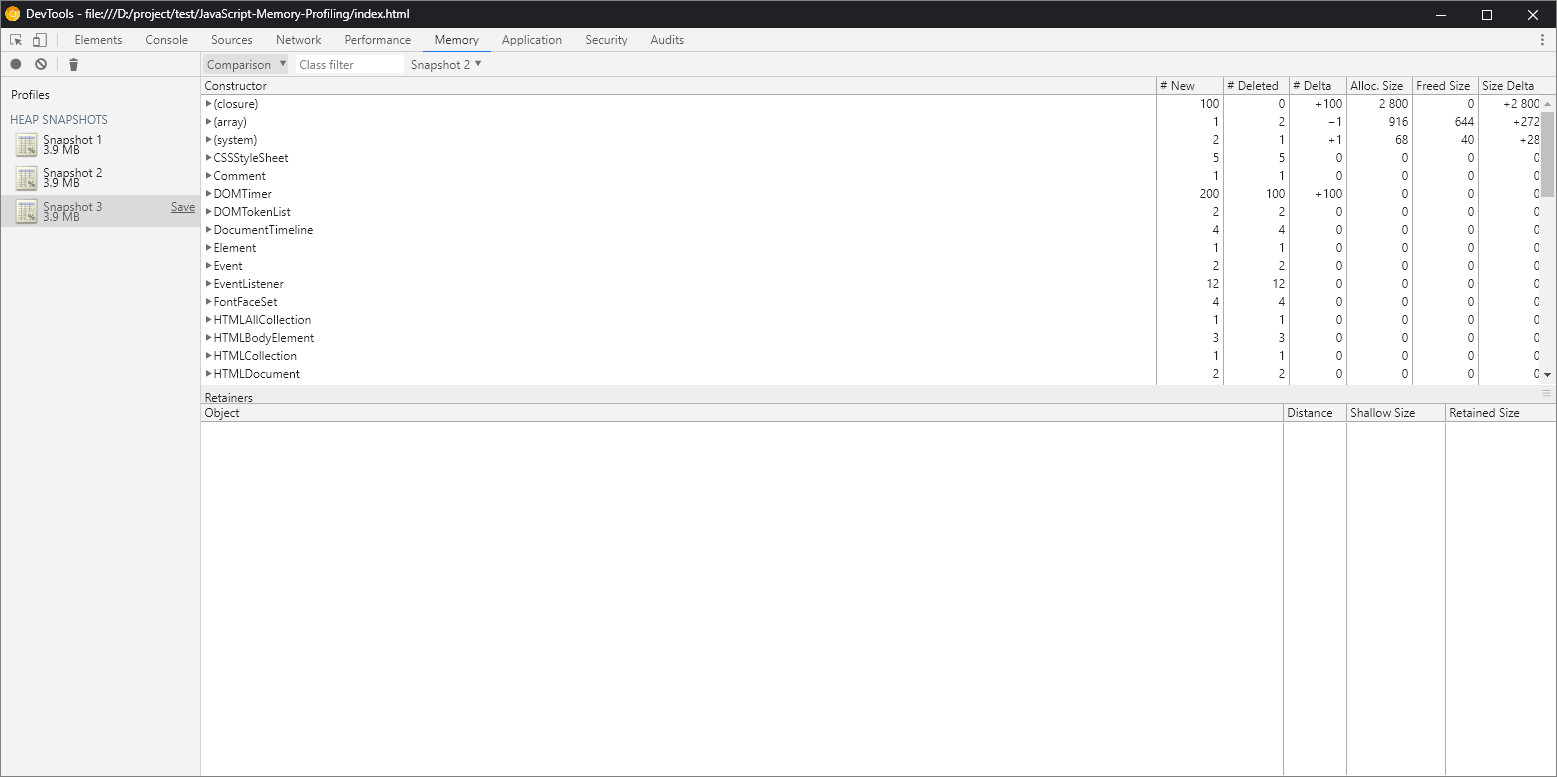 DevTools - file:///D:/project/test/JavaScript-Memory-Profiling/index.html
Elements Console Sources Network Performance Memory Application Security Audits
Comparison ▼ Class filter Snapshot 2 ▼
Profiles
HEAP SNAPSHOTS
Snapshot 1
3.9 MB
Snapshot 2
3.9 MB
Snapshot 3 Save
3.9 MB
Constructor # New # Deleted # Delta Alloc. Size Freed Size Size Delta
(closure) 100 0 +100 2 800 0 +2 800
(array) 1 2 −1 916 644 +272
(system) 2 1 +1 68 40 +28
CSSStyleSheet 5 5 0 0 0 0
Comment 1 1 0 0 0 0
DOMTimer 200 100 +100 0 0 0
DOMTokenList 2 2 0 0 0 0
DocumentTimeline 4 4 0 0 0 0
Element 1 1 0 0 0 0
Event 2 2 0 0 0 0
EventListener 12 12 0 0 0 0
FontFaceSet 4 4 0 0 0 0
HTMLAllCollection 1 1 0 0 0 0
HTMLBodyElement 3 3 0 0 0 0
HTMLCollection 1 1 0 0 0 0
HTMLDocument 2 2 0 0 0 0
Retainers
Object Distance Shallow Size Retained Size